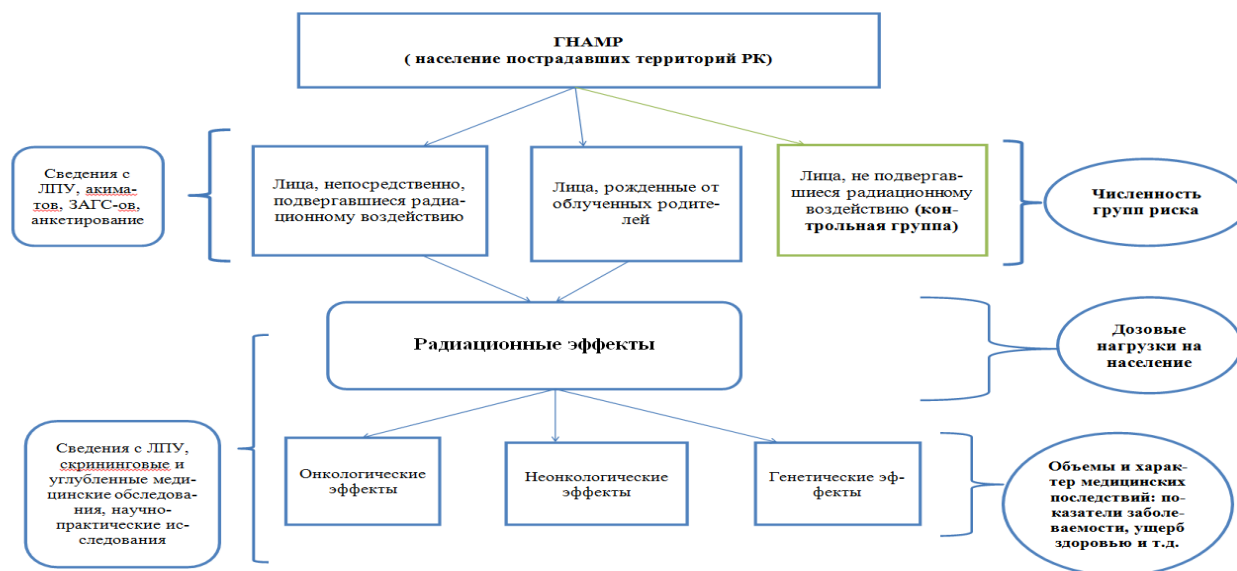 ГНАМР
( население пострадавших территорий РК)
Сведения с
ЛПУ, акима-
тов, ЗАГС-ов,
анкетирование
Лица, непосредственно,
подвергавшиеся радиа-
ционному воздействию
Лица, рожденные от
облученных родите-
лей
Лица, не подвергав-
шиеся радиационному
воздействию (кон-
трольная группа)
Численность
групп риска
Радиационные эффекты
Дозовые
нагрузки на
население
Сведения с ЛПУ,
скрининговые и
углубленные меди-
цинские обследова-
ния, научно-
практические ис-
следования
Онкологические
эффекты
Неонкологические
эффекты
Генетические эф-
фекты
Объемы и харак-
тер медицинских
последствий: по-
казатели заболе-
ваемости, ущерб
здоровью и т.д.